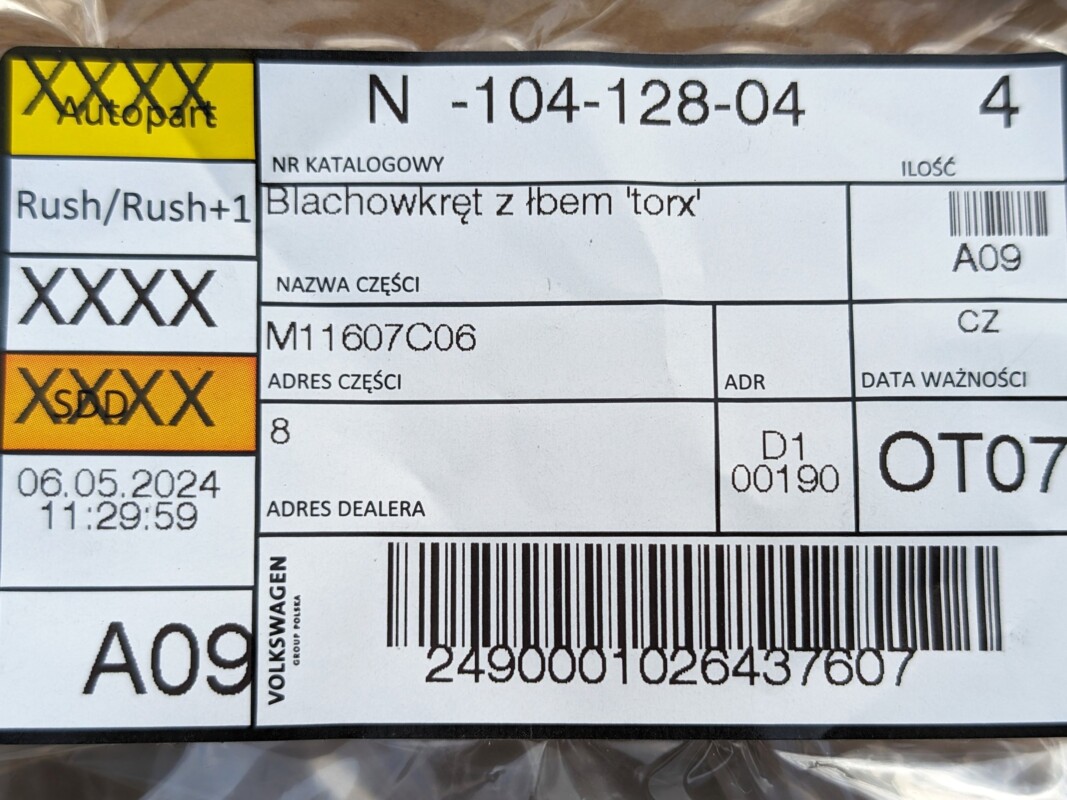 XXXX
Autopart
Rush/Rush+1
XXXX
XXXX
SDD
06.05.2024
11:29:59
A09
N -104-128-04 4
NR KATALOGOWY ILOŚĆ
Blachowkręt z łbem 'torx'
NAZWA CZĘŚCI
A09
CZ
M11607C06
ADRES CZĘŚCI
ADR
DATA WAŻNOŚCI
8
ADRES DEALERA
D1
00190
OT07
VOLKSWAGEN
GROUP POLSKA
2490001026437607